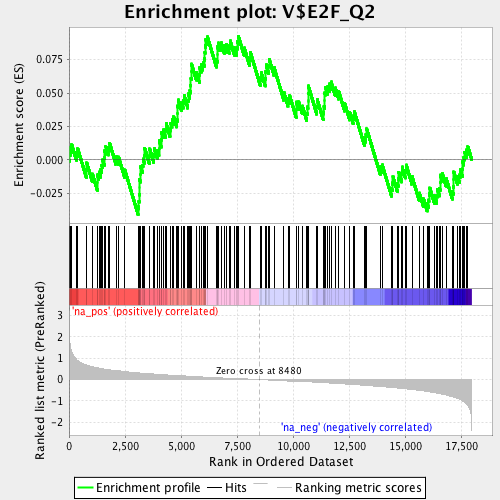 Enrichment plot: V$E2F_Q2
Enrichment score (ES)
0.075
0.050
0.025
0.000
-0.025
'na_pos' (positively correlated)
Ranked list metric (PreRanked)
3
2
1
0
-1
-2
Zero cross at 8480
'na_neg' (negatively correlated)
0
2,500
5,000
7,500
10,000
12,500
15,000
17,500
Rank in Ordered Dataset
Enrichment profile
Hits
Ranking metric scores